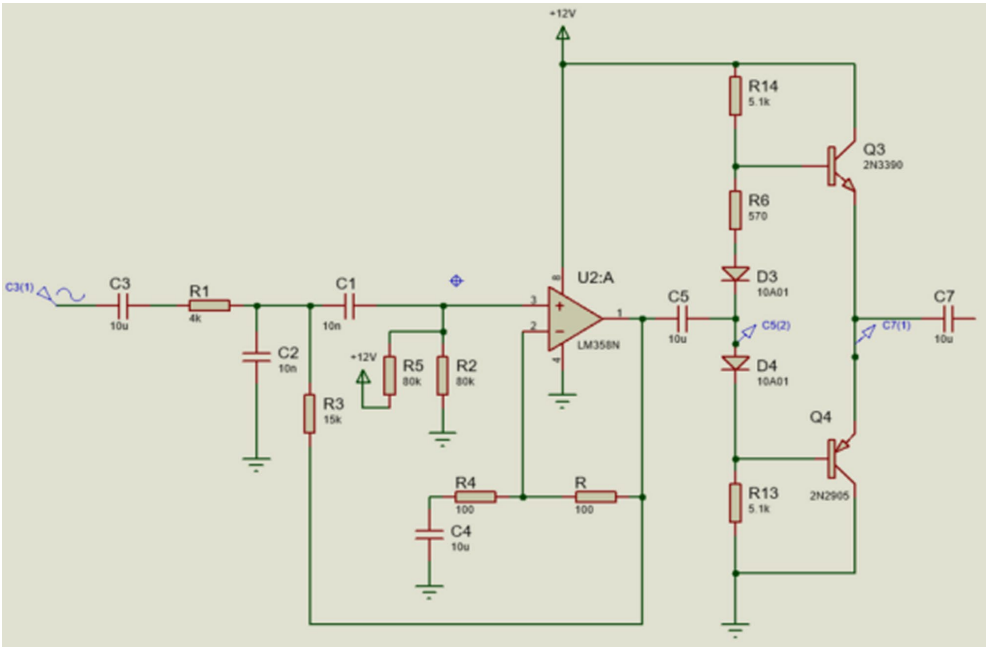 +12V
R14
5.1k
Q3
2N3390
R6
570
C3(1)
C3
10u
R1
4k
C1
10n
U2:A
8
3
2
1
4
LM358N
D3
10A01
C5
10u
C5(2)
C7
10u
C7(1)
C2
10n
+12V
R5
80k
R2
80k
D4
10A01
R3
15k
Q4
2N2905
R4
100
R
100
R13
5.1k
C4
10u